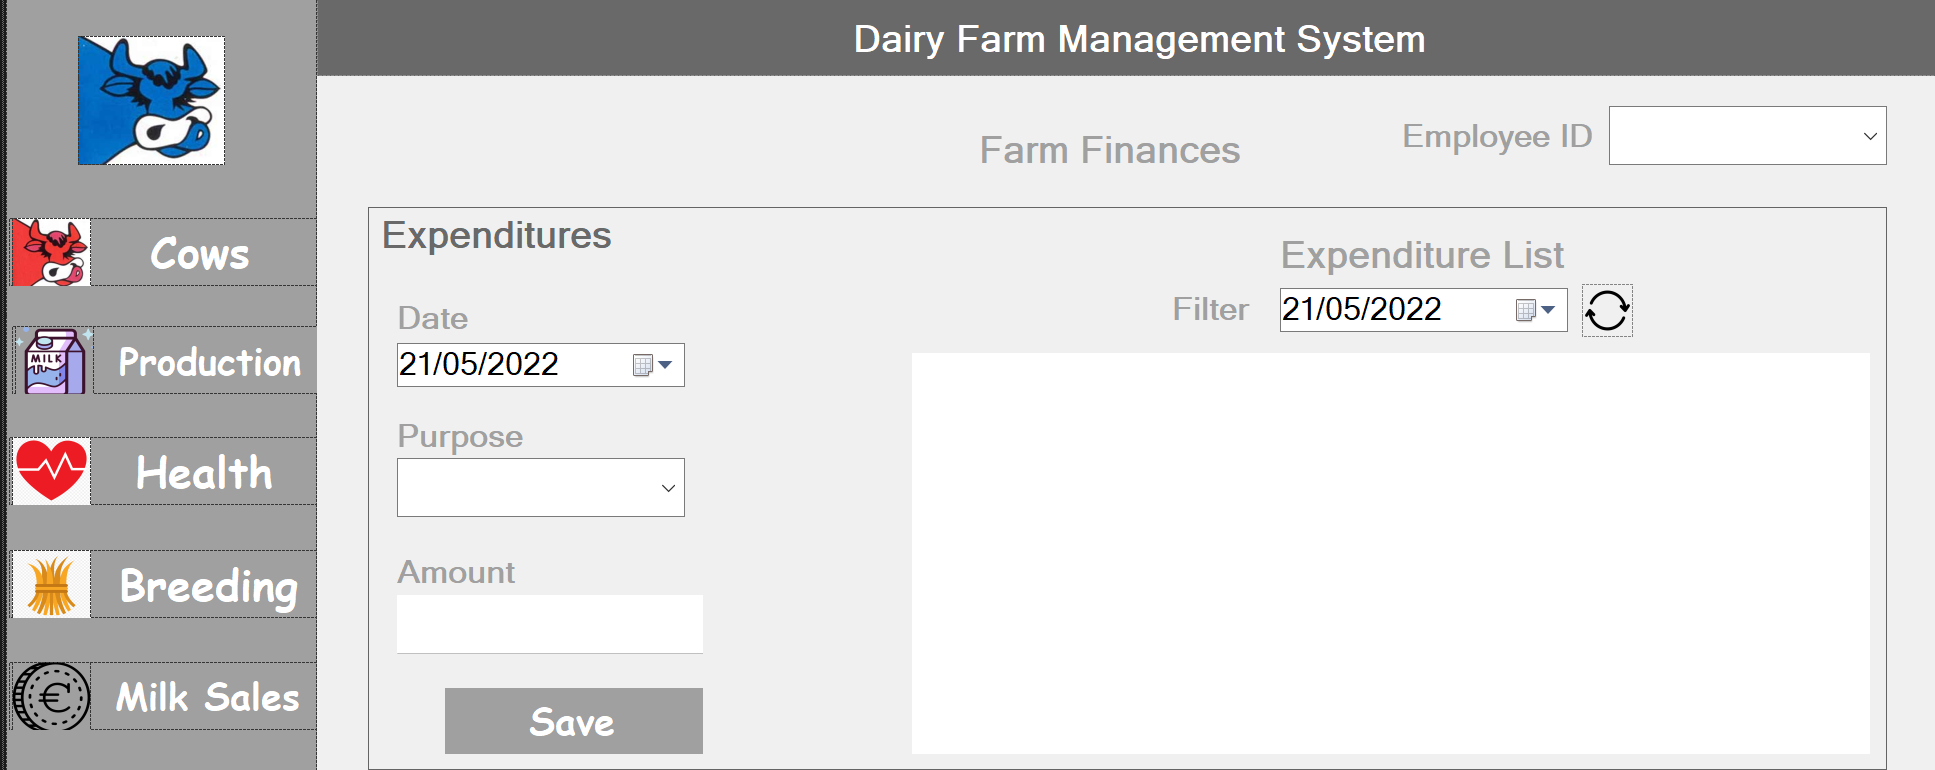 Dairy Farm Management System
Farm Finances
Employee ID
Cows
Production
Health
Breeding
Milk Sales
MILK
Expenditures
Date
21/05/2022
Purpose
Amount
Save
Expenditure List
Filter
21/05/2022